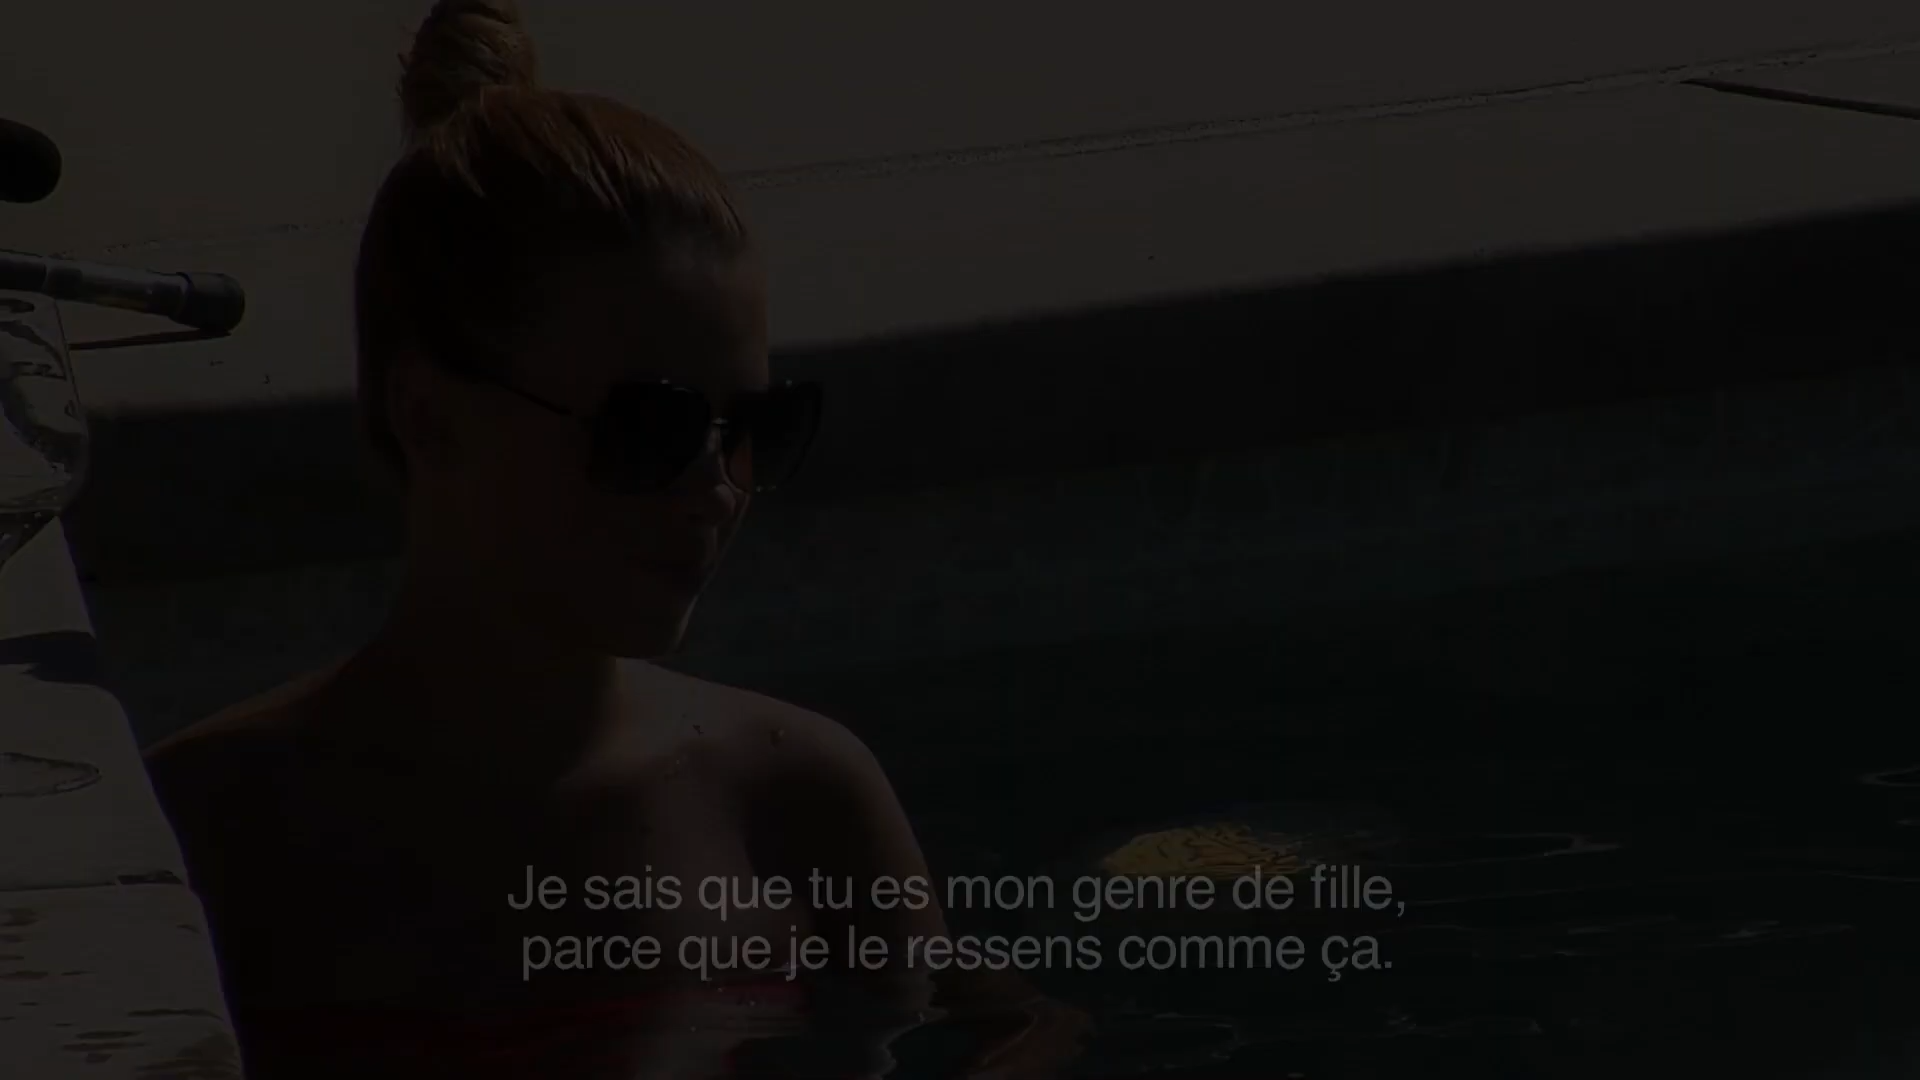 Je sais que tu es mon genre de fille,
parce que je le ressens comme ça.